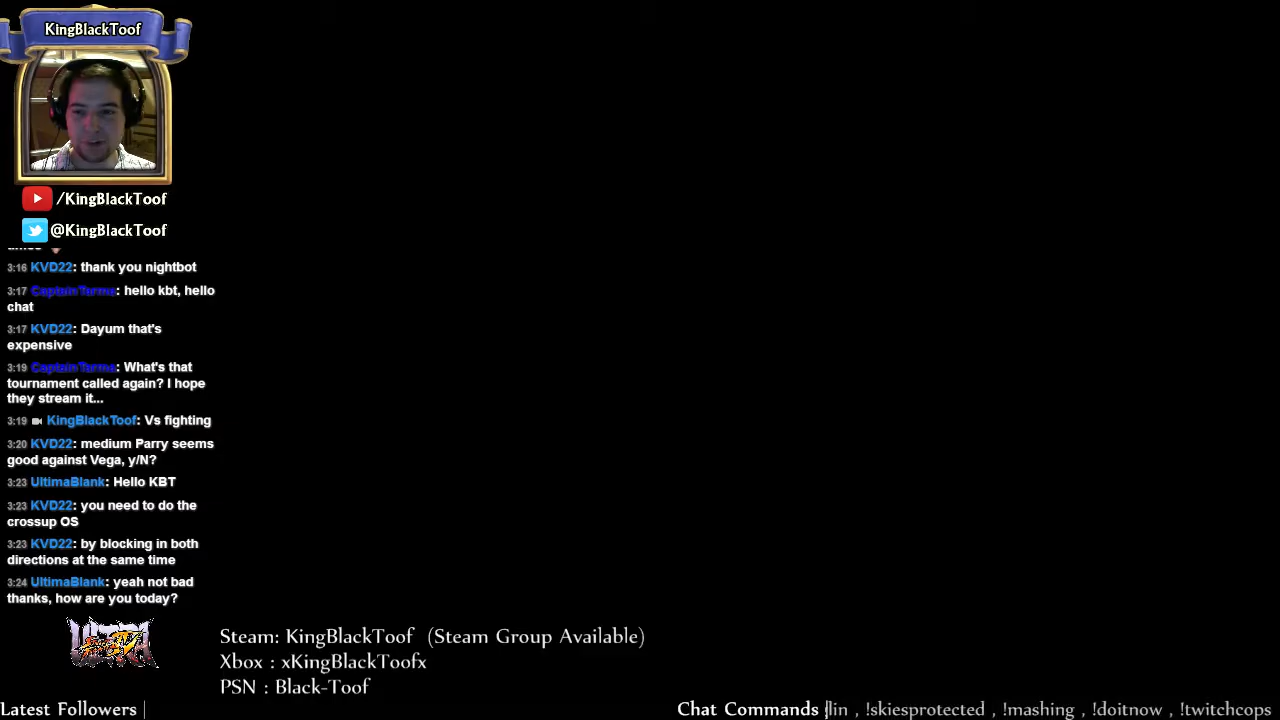 KingBlackToof
/KingBlackToof
@KingBlackToof
3:16 KVD22: thank you nightbot
3:17 CaptainTarma: hello kbt, hello
chat
3:17 KVD22: Dayum that's
expensive
3:19 CaptainTarma: What's that
tournament called again? I hope
they stream it...
3:19 KingBlackToof: Vs fighting
3:20 KVD22: medium Parry seems
good against Vega, y/N?
3:23 UltimaBlank: Hello KBT
3:23 KVD22: you need to do the
crossup OS
3:23 KVD22: by blocking in both
directions at the same time
3:24 UltimaBlank: yeah not bad
thanks, how are you today?
ULTRA
Steam: KingBlackToof (Steam Group Available)
Xbox : xKingBlackToofx
PSN : Black-Toof
Latest Followers |
Chat Commands | lin , !skiesprotected , !mashing , !doitnow , !twitchcops